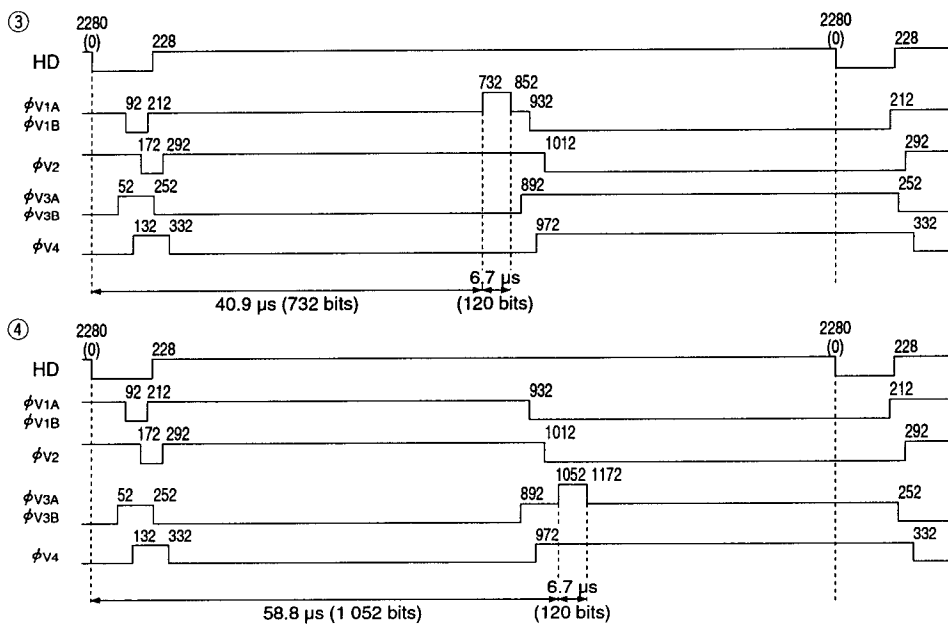 ③
2280 2280
(0) 228 (0) 228
HD
732 852
φV1A 92 212 932 212
φV1B
172 292 1012 292
φV2
φV3A 52 252 892 252
φV3B
132 332 972 332
φV4
6.7 μs
40.9 μs (732 bits) (120 bits)
④
2280 2280
(0) 228 (0) 228
HD
φV1A 92 212 932 212
φV1B
172 292 1012 292
φV2
1052 1172
φV3A 52 252 892 252
φV3B
132 332 972 332
φV4
6.7 μs
58.8 μs (1 052 bits) (120 bits)